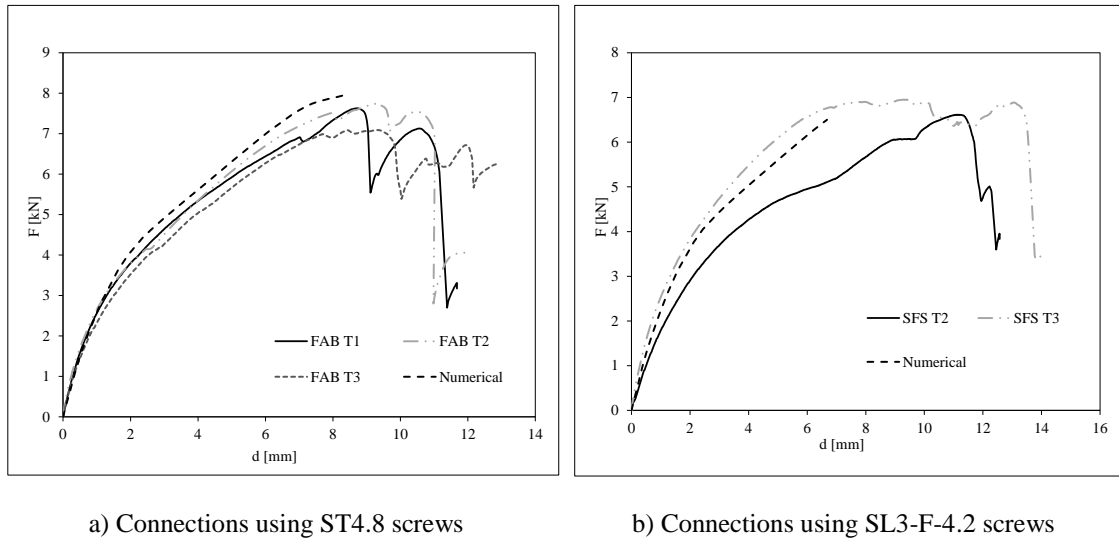 9
8
7
6
5
4
3
2
1
0
F [kN]
0 2 4 6 8 10 12 14
d [mm]
FAB T1 FAB T2
FAB T3 Numerical
8
7
6
5
4
3
2
1
0
F [kN]
0 2 4 6 8 10 12 14 16
d [mm]
SFS T2 SFS T3
Numerical
a) Connections using ST4.8 screws
b) Connections using SL3-F-4.2 screws